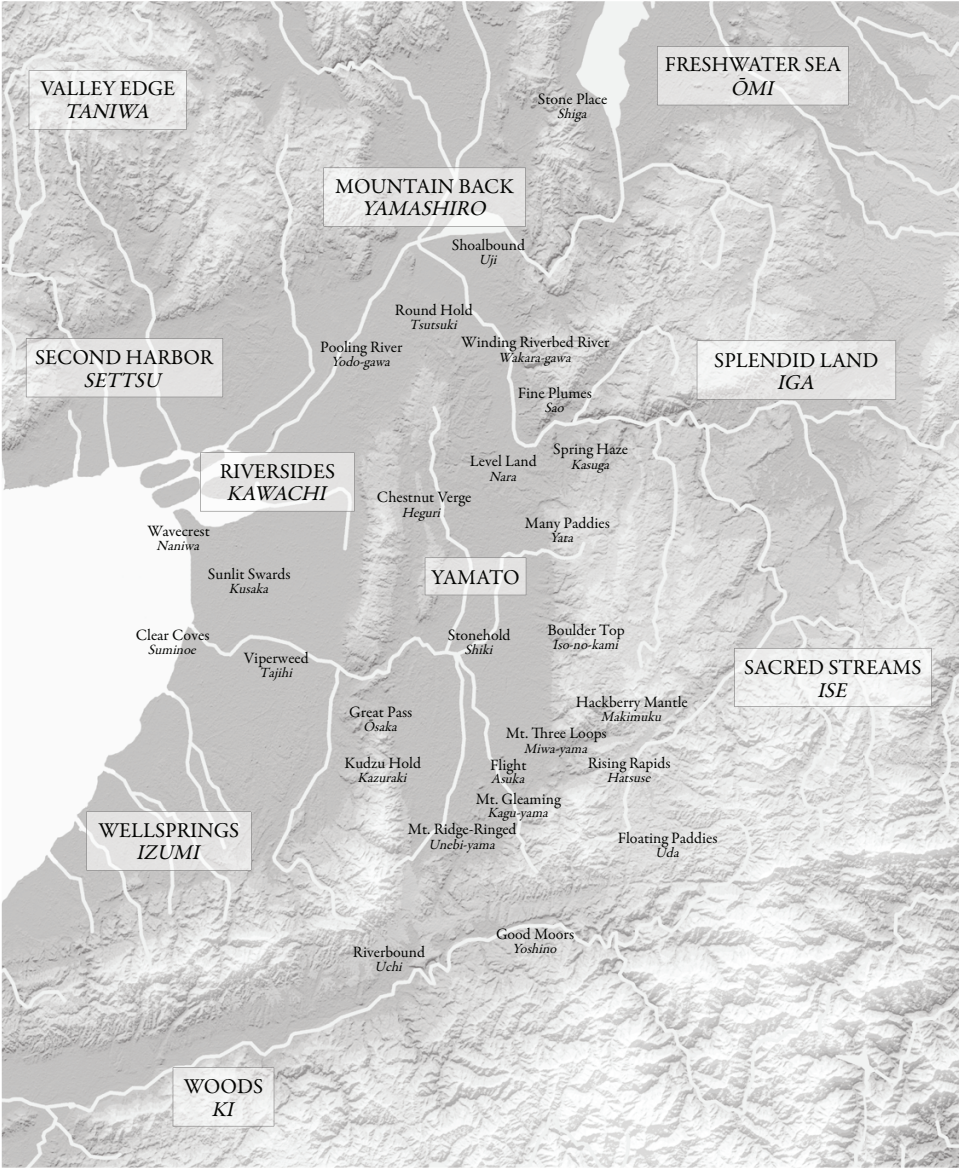 FRESHWATER SEA
ŌMI
VALLEY EDGE
TANIWA
Stone Place
Shiga
MOUNTAIN BACK
YAMASHIRO
Shoalbound
Uji
Round Hold
Tsutsuki
Pooling River
Yodo-gawa
Winding Riverbed River
Wakara-gawa
SECOND HARBOR
SETTSU
SPLENDID LAND
IGA
Fine Plumes
Sao
Spring Haze
Kasuga
Level Land
Nara
RIVERSIDES
KAWACHI
Chestnut Verge
Heguri
Many Paddies
Yata
Wavecrest
Naniwa
YAMATO
Sunlit Swards
Kusaka
Clear Coves
Suminoe
Stonehold
Shiki
Boulder Top
Iso-no-kami
Viperweed
Tajihi
SACRED STREAMS
ISE
Hackberry Mantle
Makimuku
Great Pass
Ōsaka
Mt. Three Loops
Miwa-yama
Kudzu Hold
Kazuraki
Flight
Asuka
Rising Rapids
Hatsuse
Mt. Gleaming
Kagu-yama
Mt. Ridge-Ringed
Unebi-yama
WELLSPRINGS
IZUMI
Floating Paddies
Uda
Good Moors
Yoshino
Riverbound
Uchi
WOODS
KI